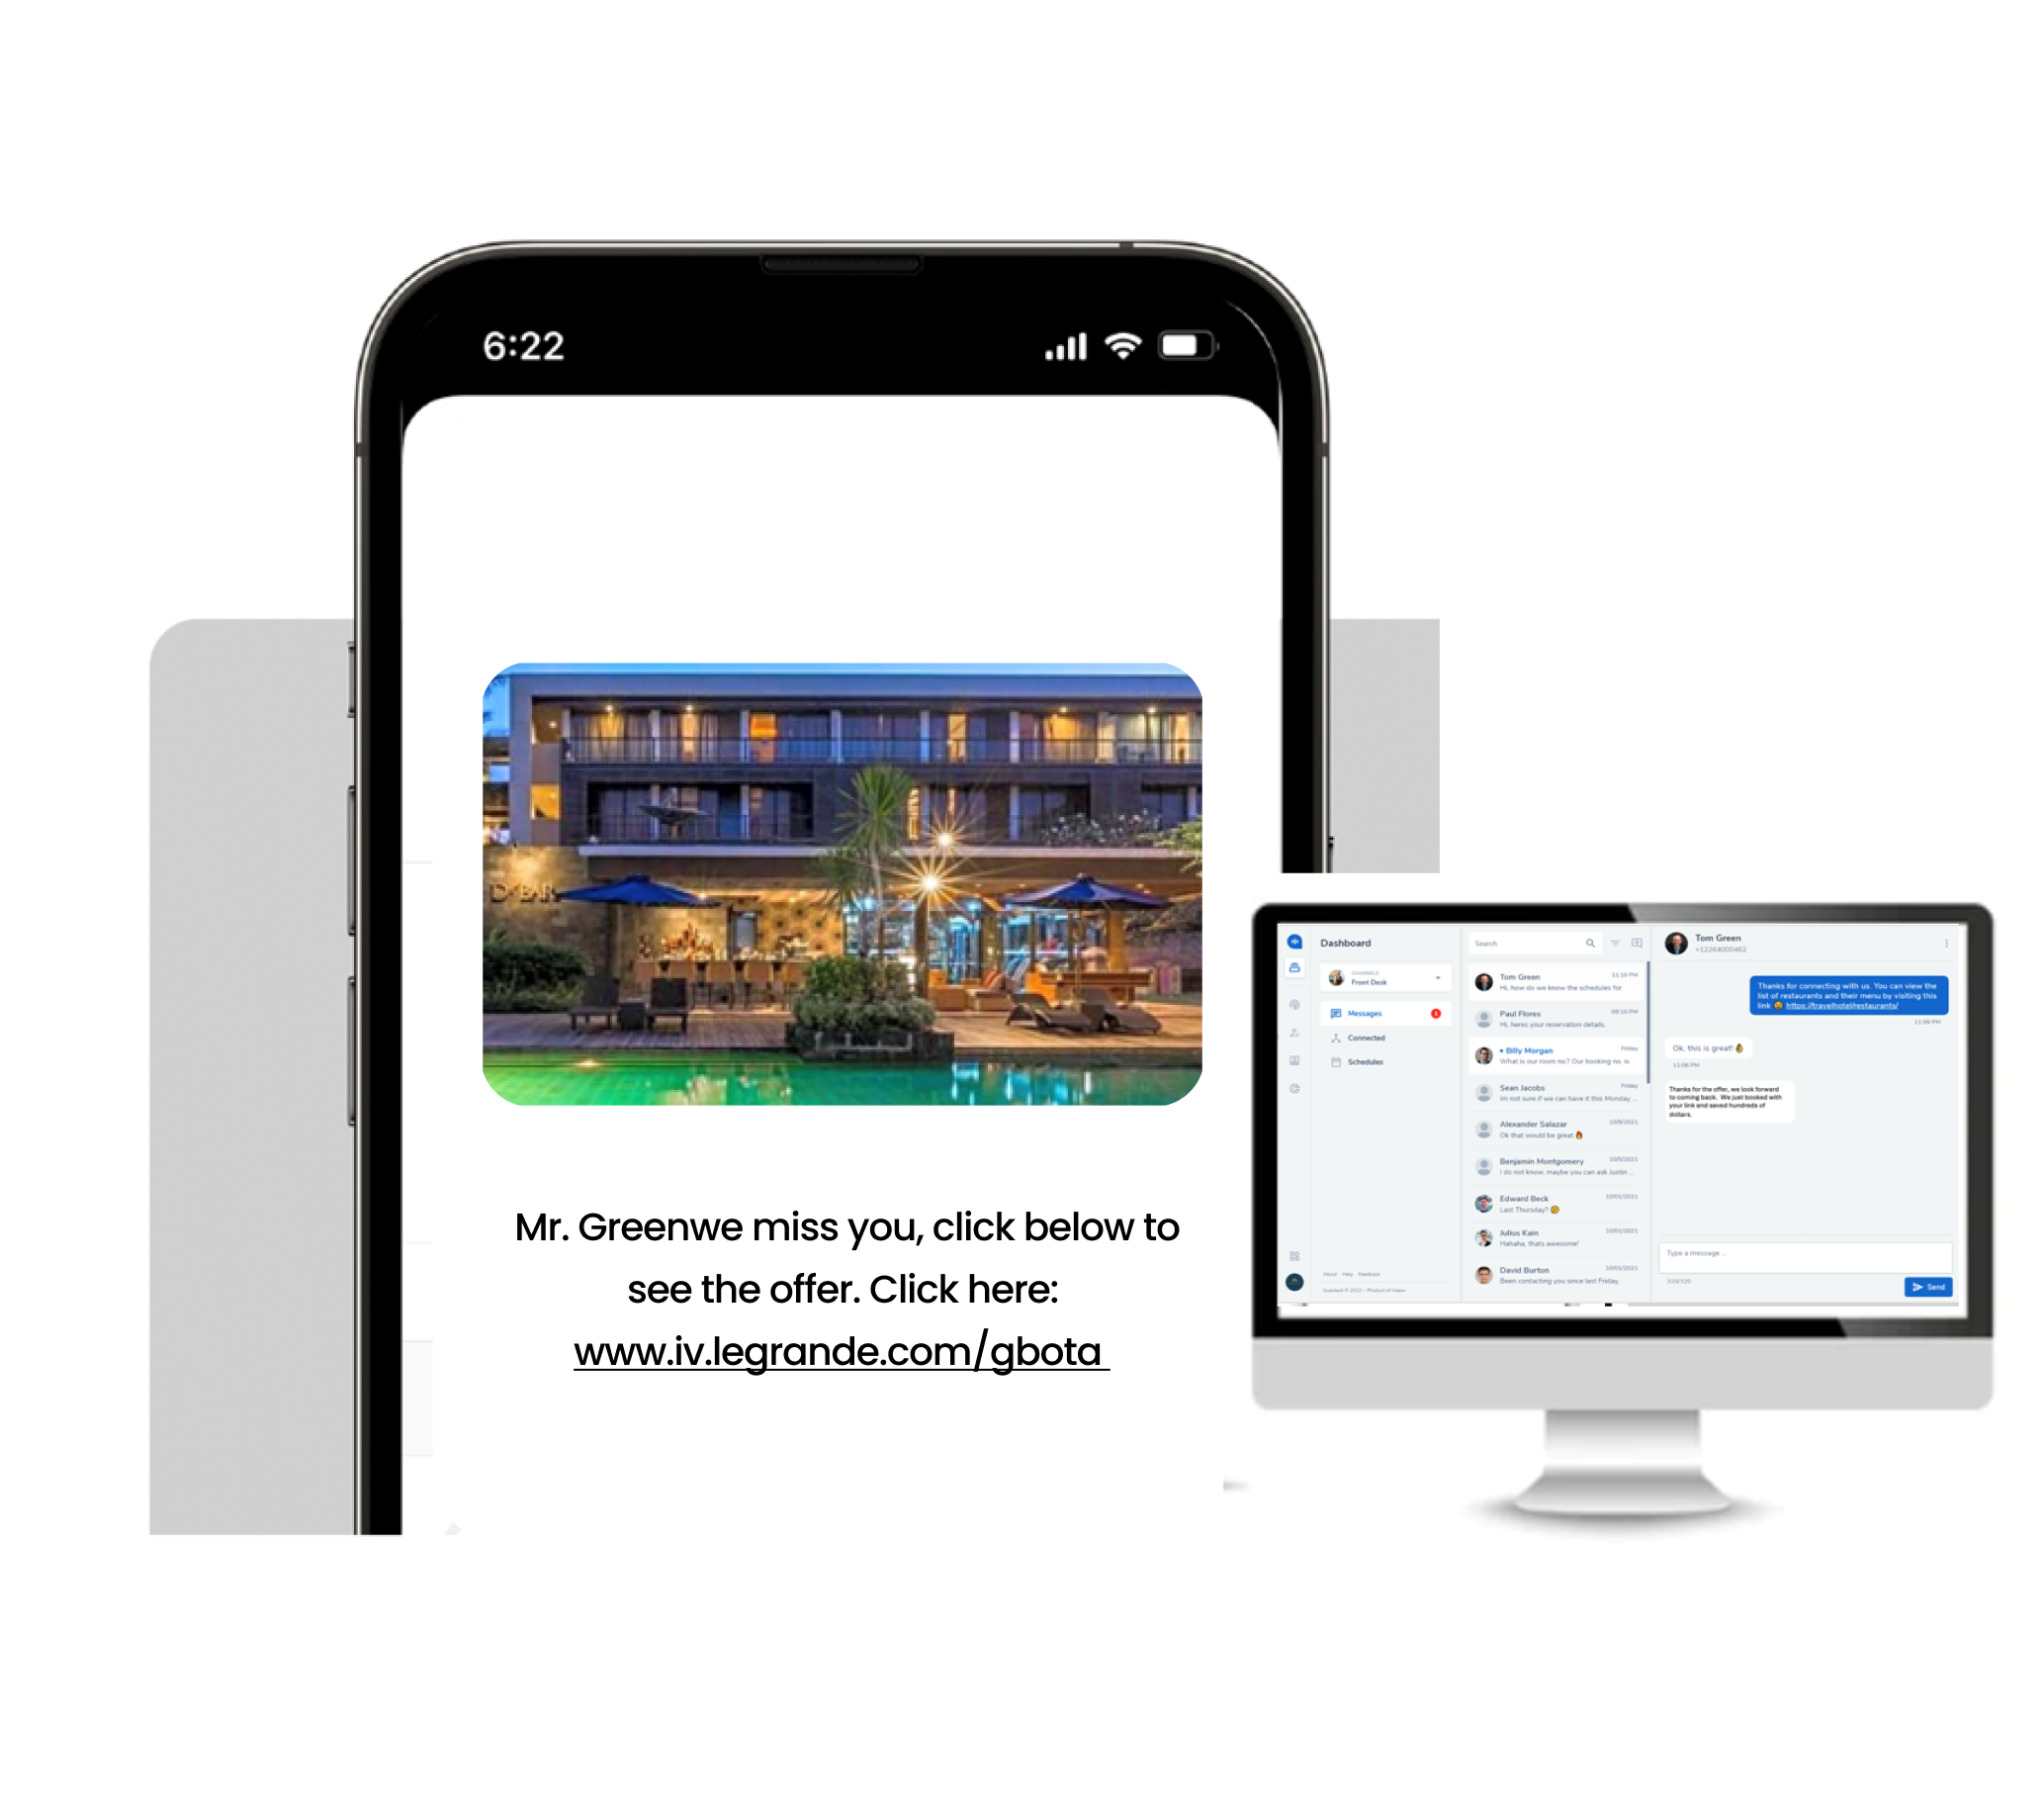 6:22
D'BAR
Mr. Greenwe miss you, click below to
see the offer. Click here:
www.iv.legrande.com/gbota
Dashboard
CHANNELS
Front Desk
Messages
1
Connected
Schedules
About Help Feedback
Search
Tom Green
11:10 PM
Hi, how do we know the schedules for
Paul Flores
09:10 PM
Hi, heres your reservation details.
Billy Morgan
Friday
What is our room no? Our booking no. is
Sean Jacobs
Friday
Im not sure if we can have it this Monday ...
Alexander Salazar
10/8/2021
Ok that would be great
Benjamin Montgomery
10/5/2021
I do not know, maybe you can ask Justin ...
Edward Beck
10/01/2021
Last Thursday?
Julius Kain
10/01/2021
Hahaha, thats awesome!
David Burton
10/01/2021
Been contacting you since last Friday.
Tom Green
+12264000462
Thanks for connecting with us. You can view the
list of restaurants and their menu by visiting this
link https://travelhotel/restaurants/
11:06 PM
Ok, this is great!
11:06 PM
Thanks for the offer, we look forward
to coming back. We just booked with
your link and saved hundreds of
dollars.
Type a message ...
320/320
Send